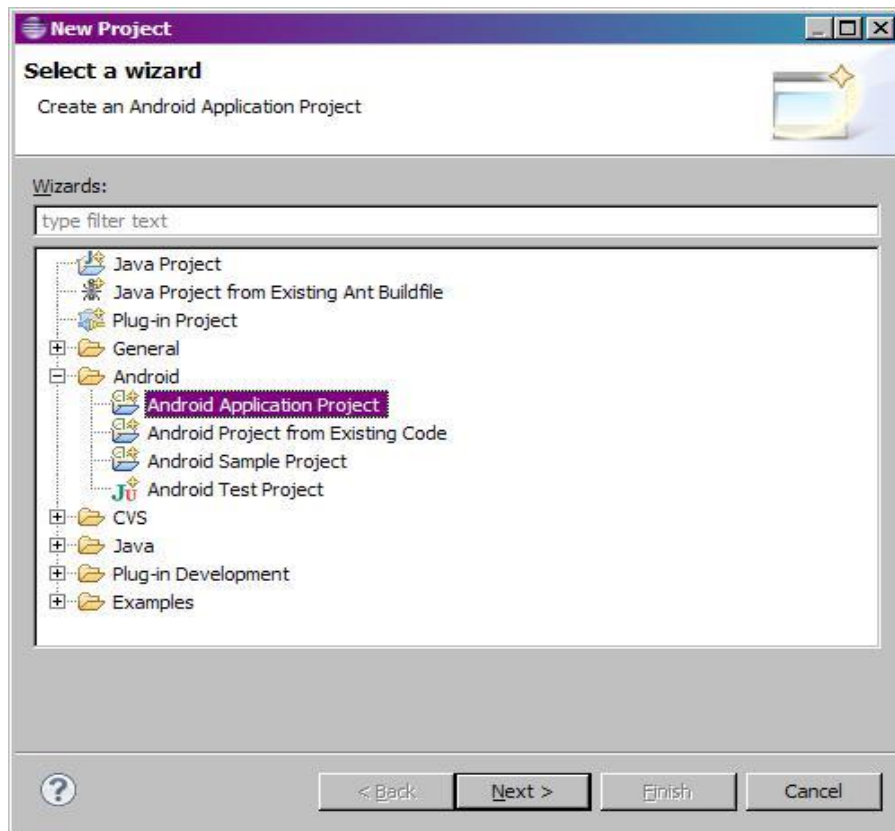 New Project
Select a wizard
Create an Android Application Project
Wizards:
type filter text
Java Project
Java Project from Existing Ant Buildfile
Plug-in Project
General
Android
Android Application Project
Android Project from Existing Code
Android Sample Project
Android Test Project
CVS
Java
Plug-in Development
Examples
? < Back Next > Finish Cancel